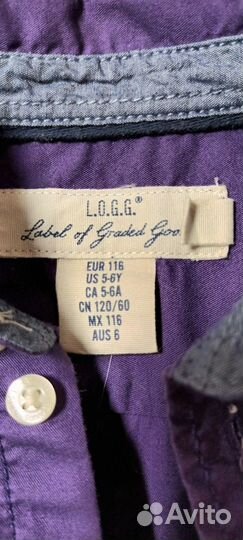 L.O.G.G.®
Label of Graded Goo
EUR 116
US 5-6Y
CA 5-6A
CN 120/60
MX 116
AUS 6
Avito